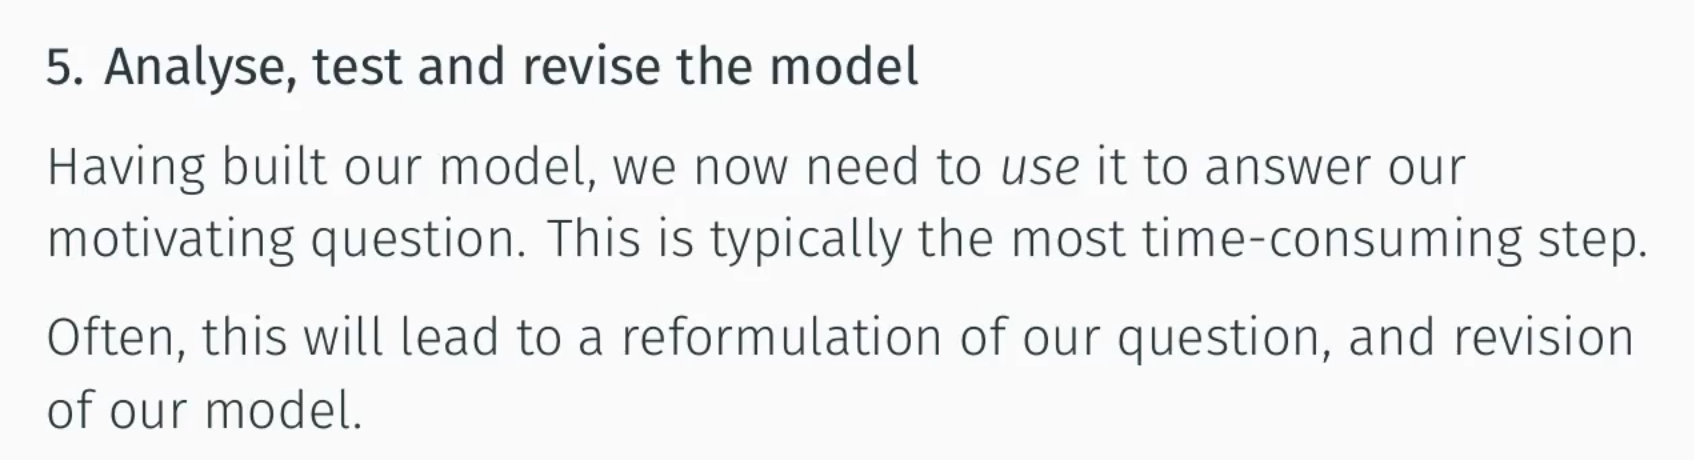 5. Analyse, test and revise the model
Having built our model, we now need to use it to answer our
motivating question. This is typically the most time-consuming step.
Often, this will lead to a reformulation of our question, and revision
of our model.